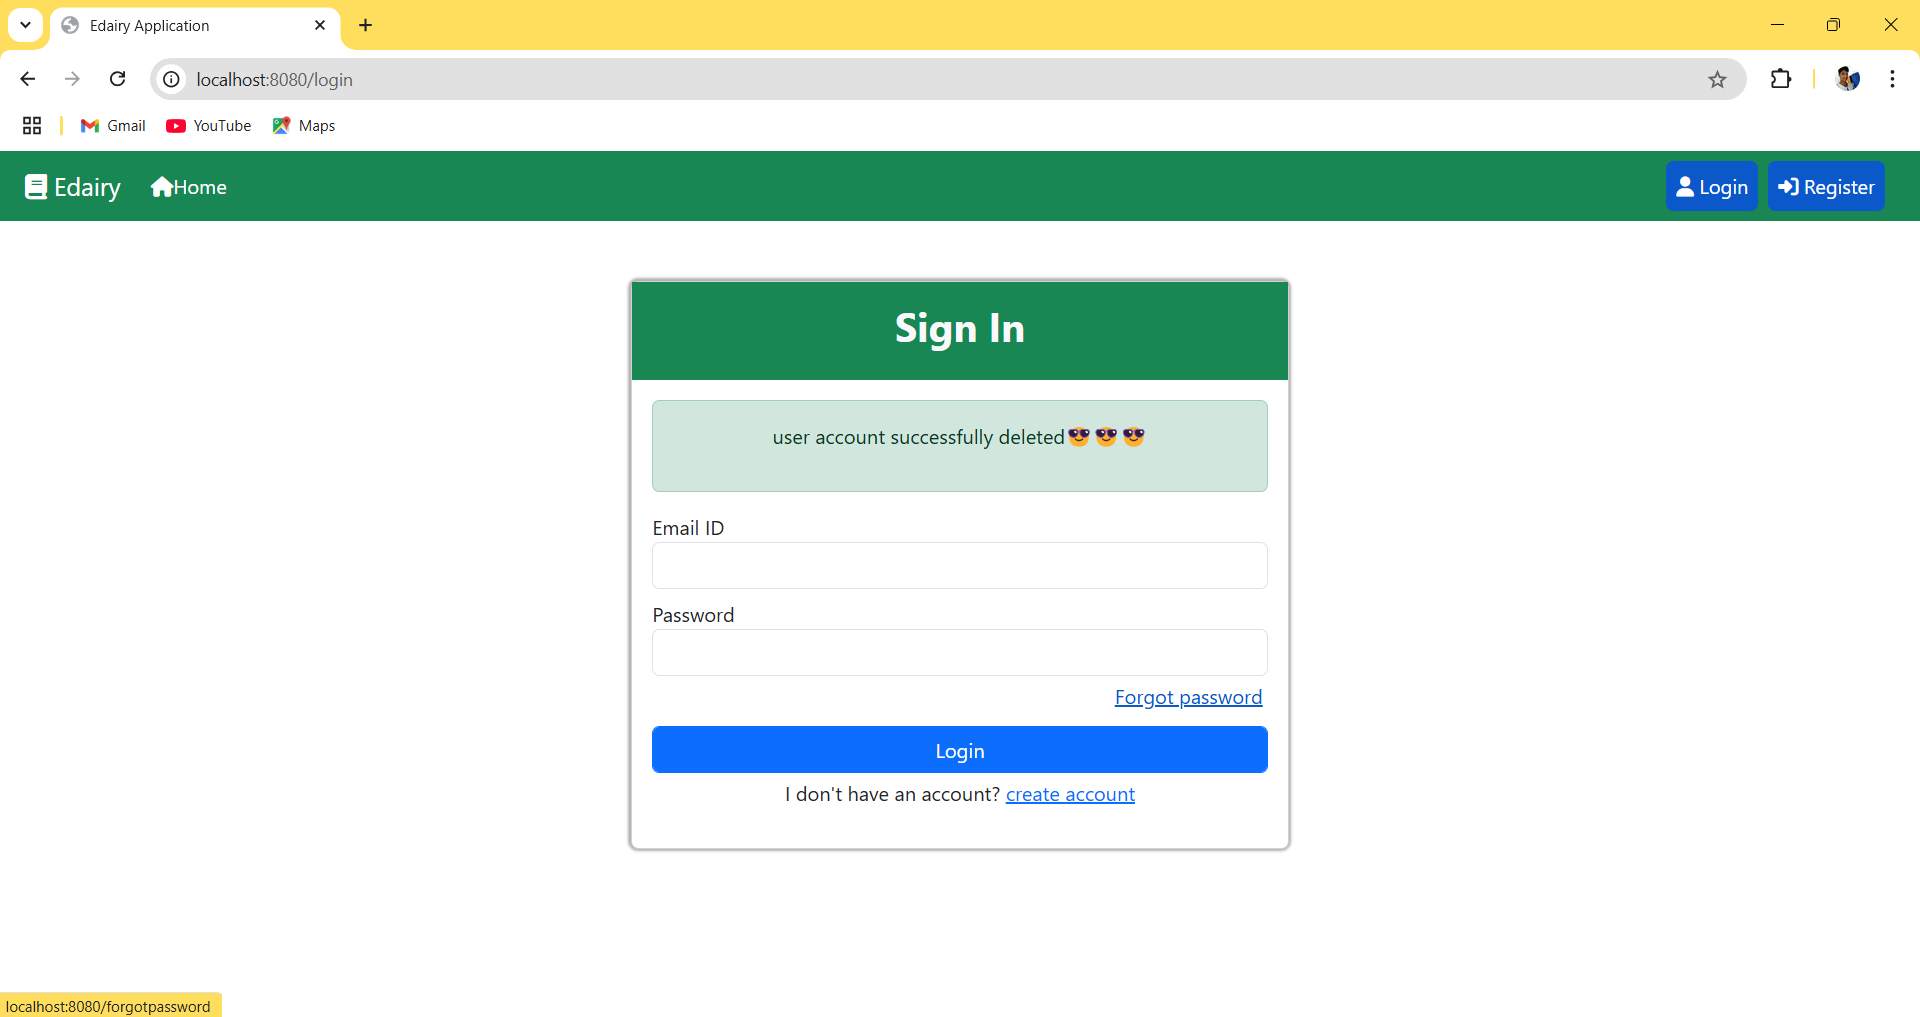 Edairy Application
localhost:8080/login
Gmail YouTube Maps
Edairy Home Login Register
Sign In
user account successfully deleted😎😎😎
Email ID
Password
Forgot password
Login
I don't have an account? create account
localhost:8080/forgotpassword